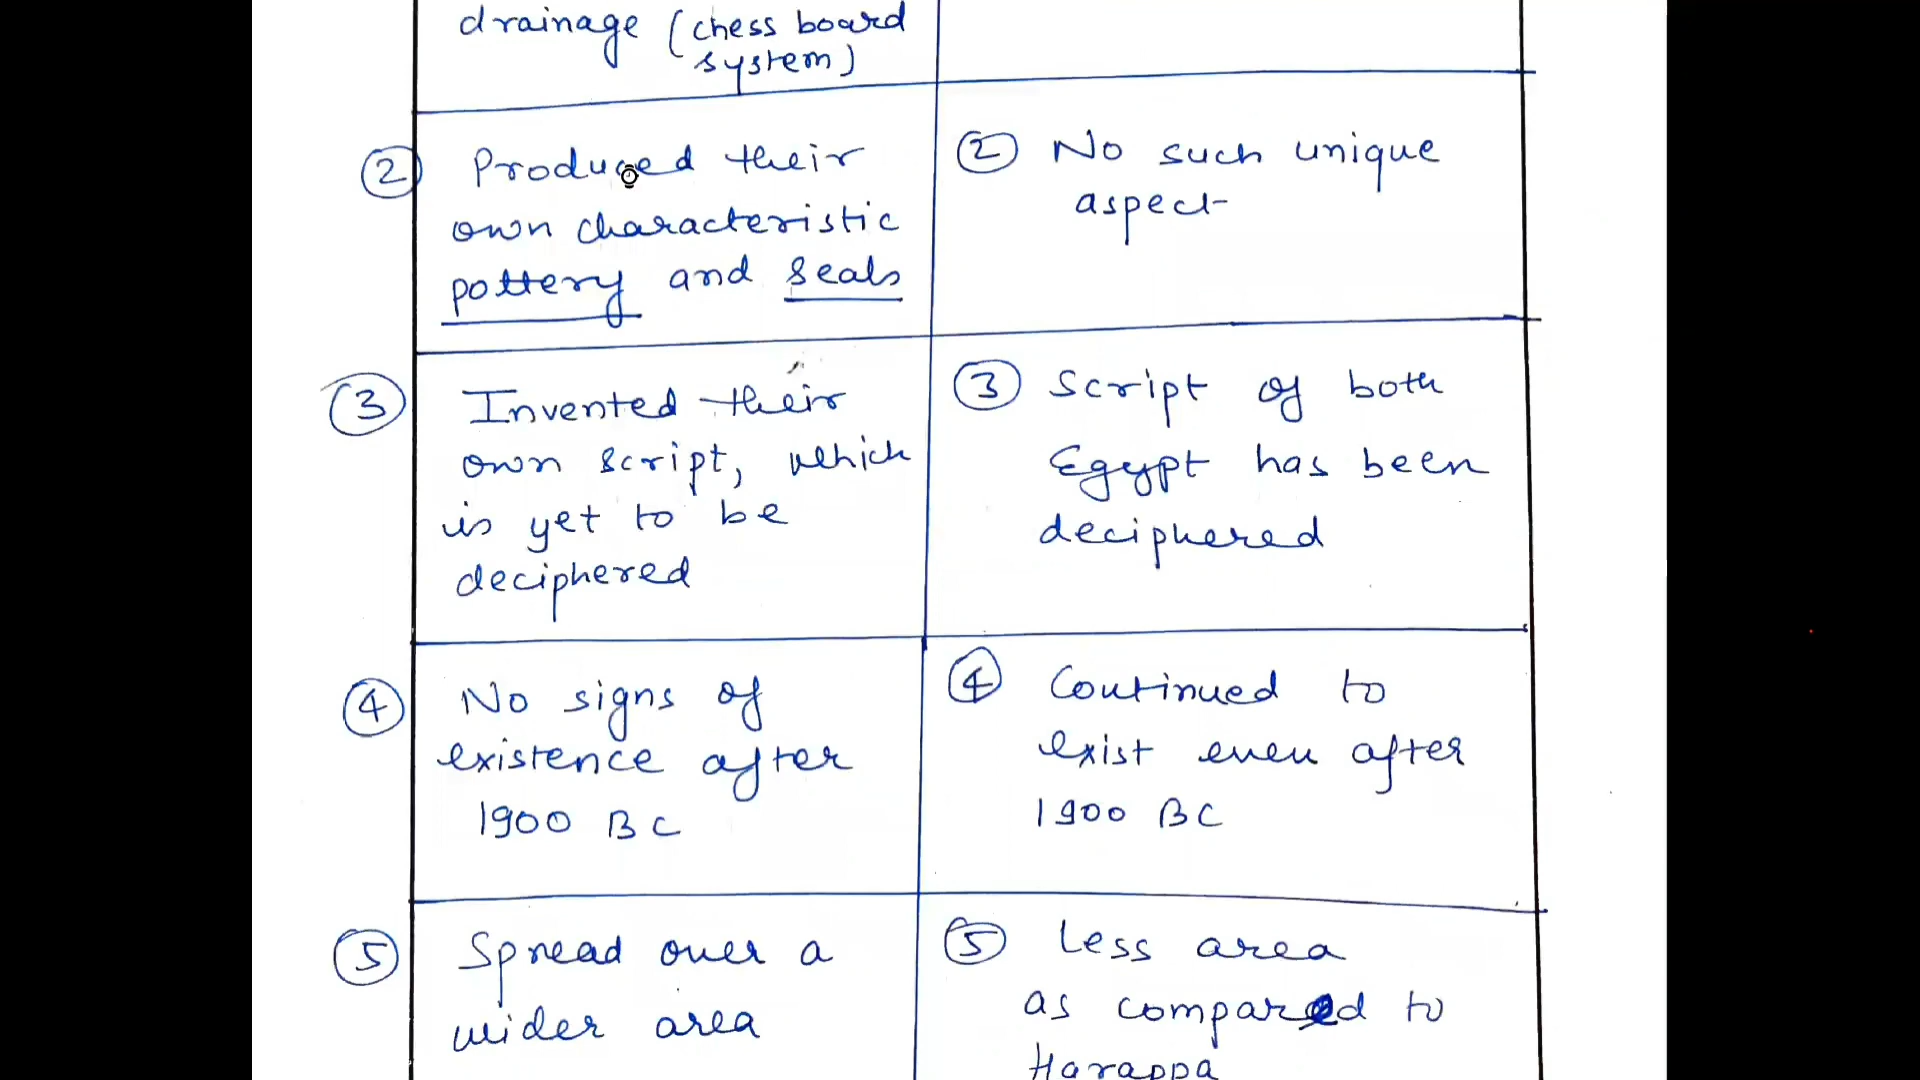 drainage (chess board
system)
② Produced their
own characteristic
pottery and seals
② No such unique
aspect
③ Invented their
own script, which
is yet to be
deciphered
③ Script of both
Egypt has been
deciphered
④ No signs of
existence after
1900 BC
④ Continued to
exist even after
1900 BC
⑤ Spread over a
wider area
⑤ Less area
as compared to
Harappa